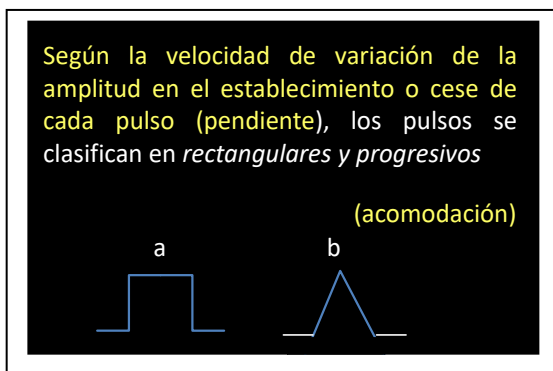 Según la velocidad de variación de la
amplitud en el establecimiento o cese de
cada pulso (pendiente), los pulsos se
clasifican en rectangulares y progresivos
(acomodación)
a b